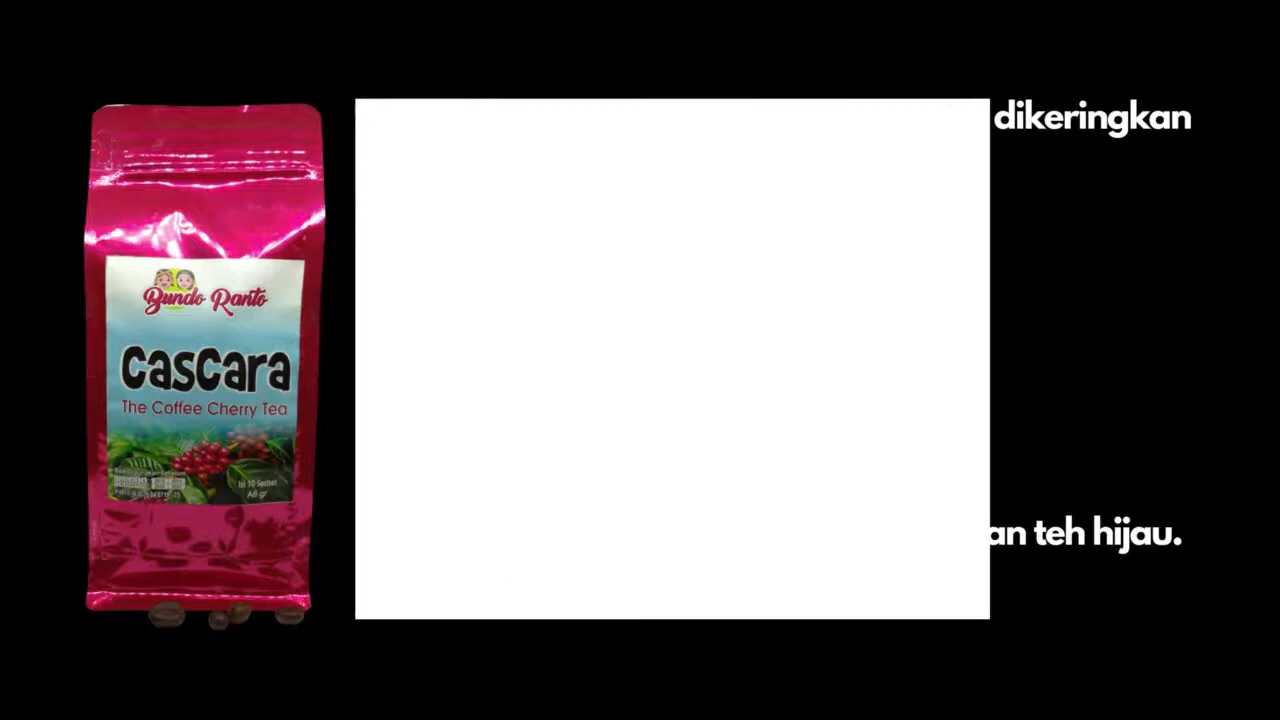 dikeringkan
Bundo Ranto
cascara
The Coffee Cherry Tea
Isi 10 Sachet
an teh hijau.